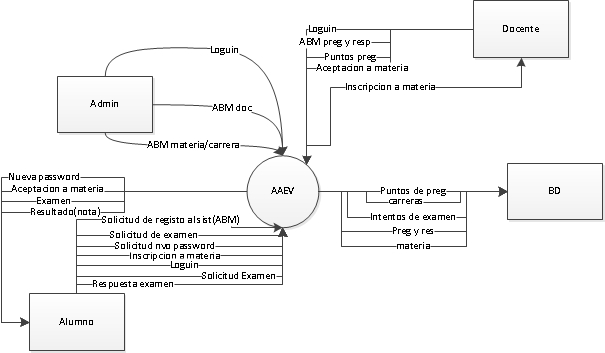 Loguin
Docente
ABM preg y resp
Loguin
Puntos preg
Aceptacion a materia
Inscripcion a materia
Admin
ABM doc
ABM materia/carrera
Nueva password
Aceptacion a materia
Examen
Resultado(nota)
AAEV
Puntos de preg
carreras
Intentos de examen
Preg y res
materia
BD
Solicitud de registo al sist(ABM)
Solicitud de examen
Solicitud nvo password
Inscripcion a materia
Loguin
Solicitud Examen
Respuesta examen
Alumno